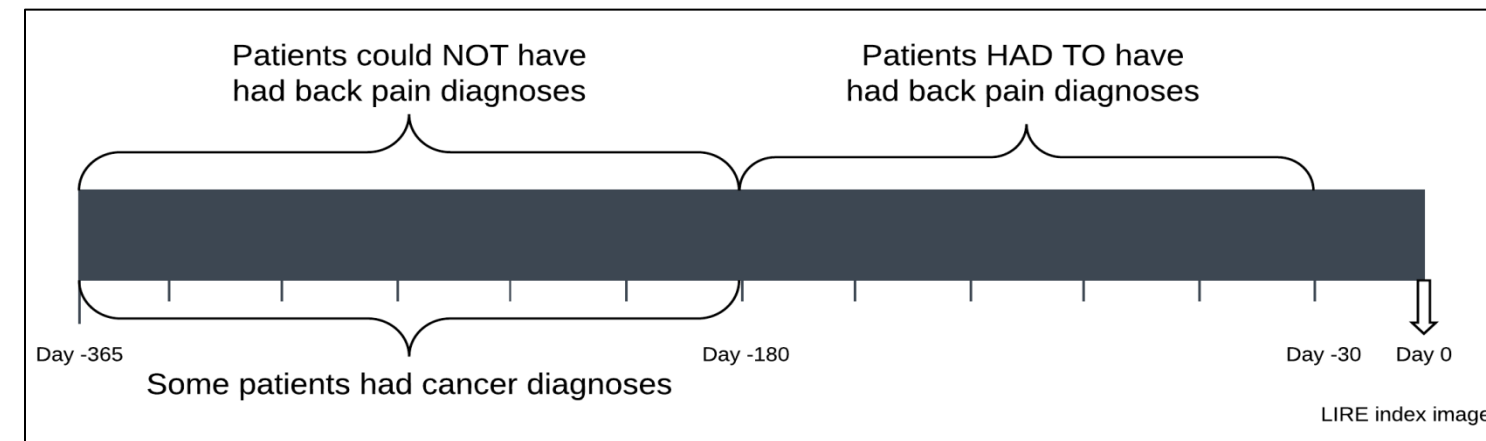 Patients could NOT have
had back pain diagnoses
Patients HAD TO have
had back pain diagnoses
Day -365
Day -180
Day -30
Day 0
Some patients had cancer diagnoses
LIRE index image